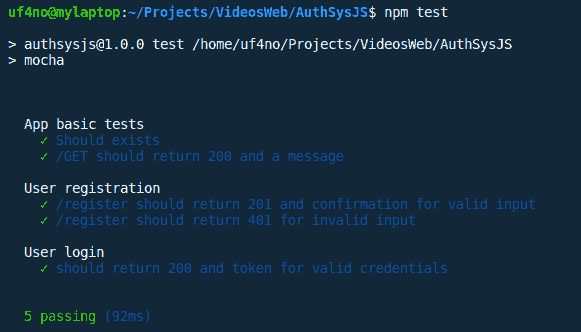 uf4no@mylaptop:~/Projects/VideosWeb/AuthSysJS$ npm test
> authsysjs@1.0.0 test /home/uf4no/Projects/VideosWeb/AuthSysJS
> mocha
App basic tests
✓ Should exists
✓ /GET should return 200 and a message
User registration
✓ /register should return 201 and confirmation for valid input
✓ /register should return 401 for invalid input
User login
✓ should return 200 and token for valid credentials
5 passing (92ms)